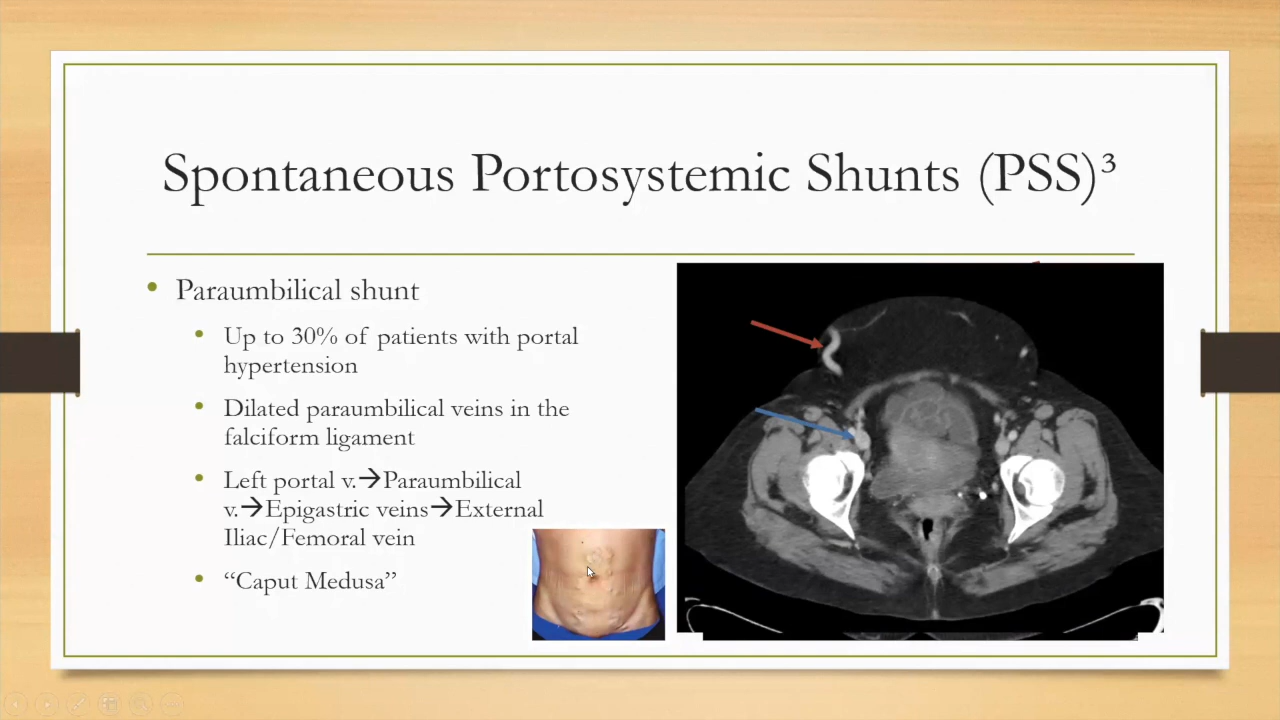 Spontaneous Portosystemic Shunts (PSS)³
• Paraumbilical shunt
• Up to 30% of patients with portal
hypertension
• Dilated paraumbilical veins in the
falciform ligament
• Left portal v.→Paraumbilical
v.→Epigastric veins→External
Iliac/Femoral vein
• “Caput Medusa”